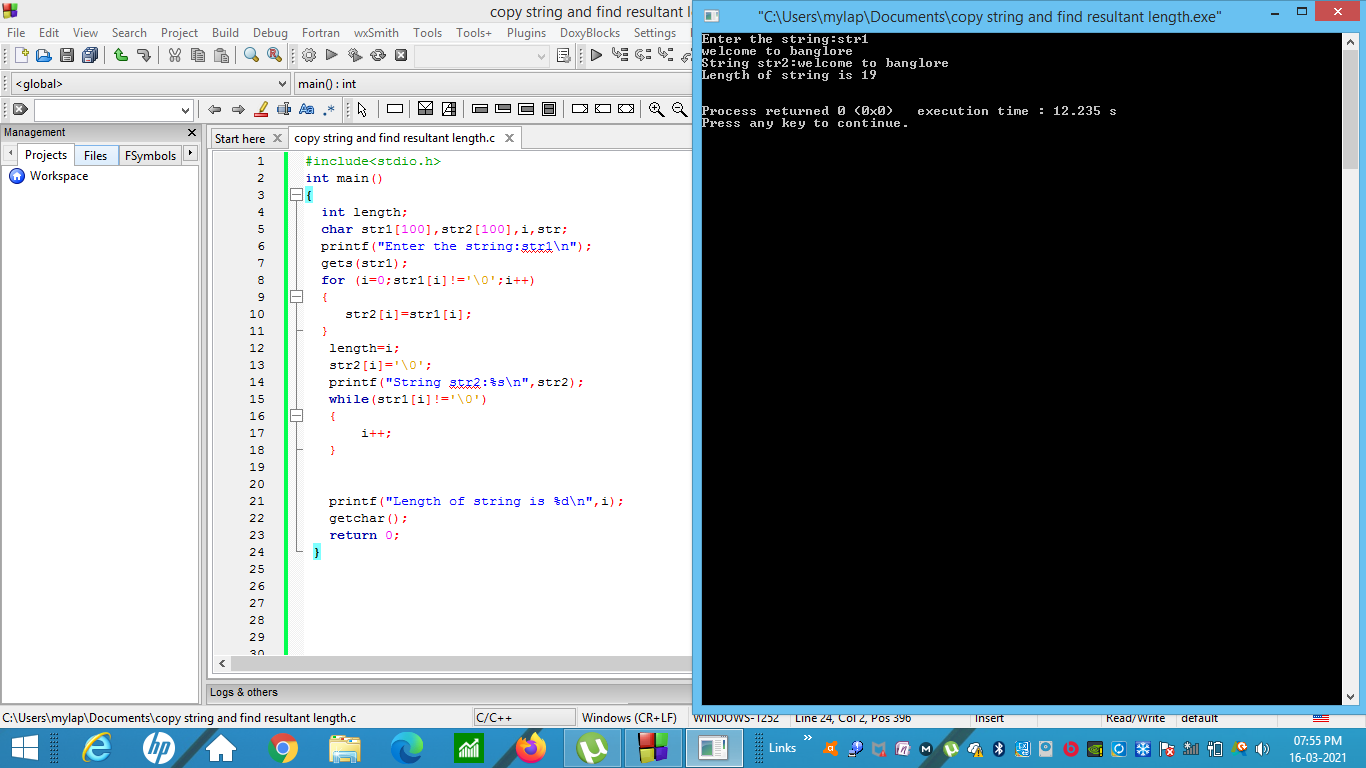 copy string and find resultant length.
File Edit View Search Project Build Debug Fortran wxSmith Tools Tools+ Plugins DoxyBlocks Settings
<global> main() : int
Aa .*
Management
Projects Files FSymbols
Workspace
Start here copy string and find resultant length.c
1 #include<stdio.h>
2 int main()
3 {
4 int length;
5 char str1[100],str2[100],i,str;
6 printf("Enter the string:str1\n");
7 gets(str1);
8 for (i=0;str1[i]!='\0';i++)
9 {
10 str2[i]=str1[i];
11 }
12 length=i;
13 str2[i]='\0';
14 printf("String str2:%s\n",str2);
15 while(str1[i]!='\0')
16 {
17 i++;
18 }
19
20
21 printf("Length of string is %d\n",i);
22 getchar();
23 return 0;
24 }
25
26
27
28
29
30
Logs & others
"C:\Users\mylap\Documents\copy string and find resultant length.exe"
Enter the string:str1
welcome to banglore
String str2:welcome to banglore
Length of string is 19
Process returned 0 (0x0) execution time : 12.235 s
Press any key to continue.
C:\Users\mylap\Documents\copy string and find resultant length.c C/C++ Windows (CR+LF) WINDOWS-1252 Line 24, Col 2, Pos 396 Insert Read/Write default
Links
07:55 PM
16-03-2021